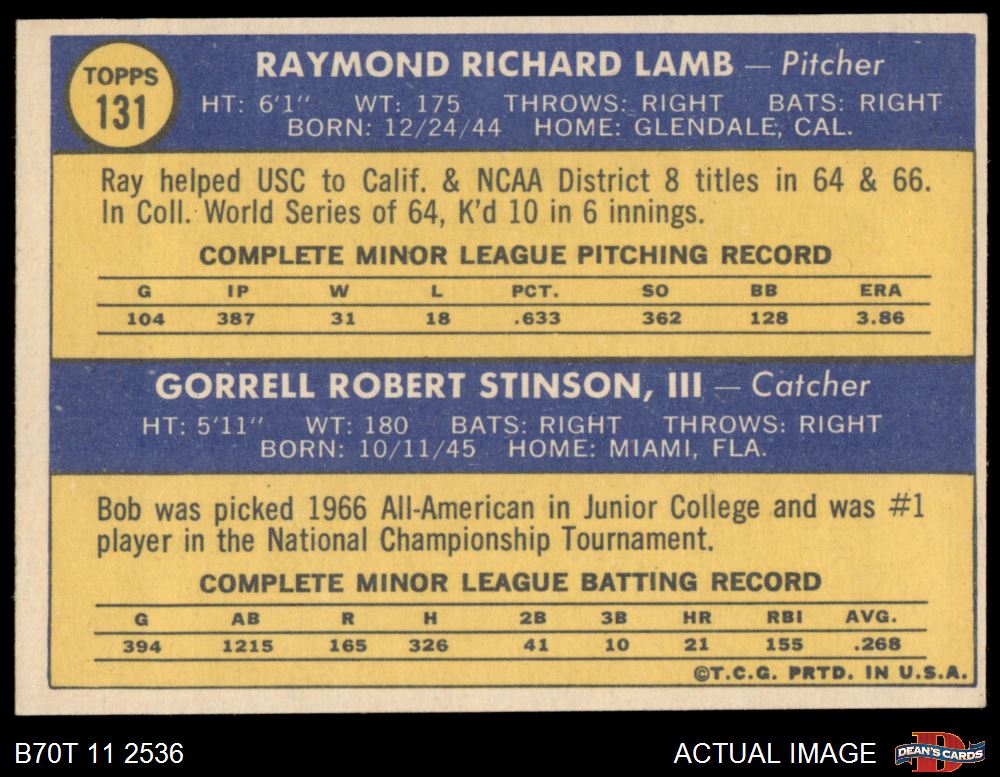 TOPPS
131
RAYMOND RICHARD LAMB — Pitcher
HT: 6'1" WT: 175 THROWS: RIGHT BATS: RIGHT
BORN: 12/24/44 HOME: GLENDALE, CAL.
Ray helped USC to Calif. & NCAA District 8 titles in 64 & 66.
In Coll. World Series of 64, K'd 10 in 6 innings.
COMPLETE MINOR LEAGUE PITCHING RECORD
G IP W L PCT. SO BB ERA
104 387 31 18 .633 362 128 3.86
GORRELL ROBERT STINSON, III — Catcher
HT: 5'11" WT: 180 BATS: RIGHT THROWS: RIGHT
BORN: 10/11/45 HOME: MIAMI, FLA.
Bob was picked 1966 All-American in Junior College and was #1
player in the National Championship Tournament.
COMPLETE MINOR LEAGUE BATTING RECORD
G AB R H 2B 3B HR RBI AVG.
394 1215 165 326 41 10 21 155 .268
©T.C.G. PRTD. IN U.S.A.
B70T 11 2536 ACTUAL IMAGE
D
DEAN'S CARDS